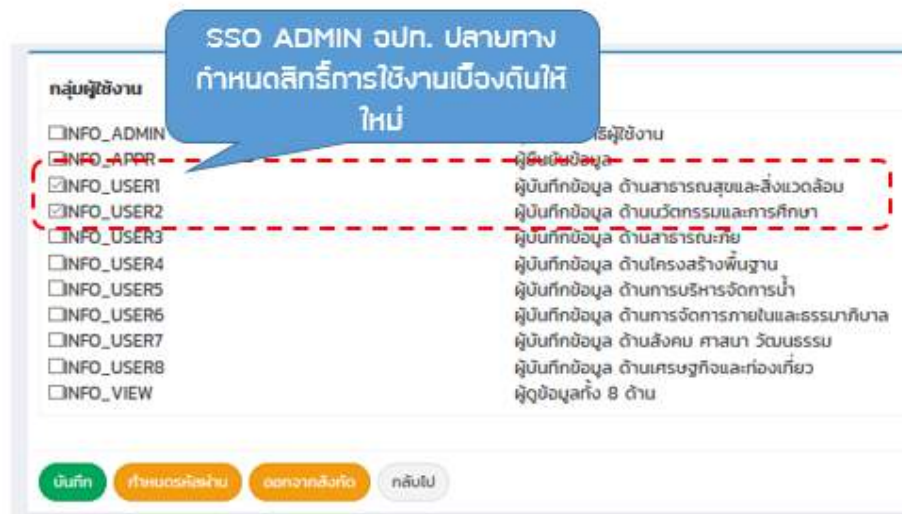 SSO ADMIN อปท. ปลายทาง
กำหนดสิทธิ์การใช้งานเบื้องต้นให้
ใหม่
กลุ่มผู้ใช้งาน
INFO_ADMIN ผู้ใช้งาน
INFO_APPR ผู้ยืนยันข้อมูล
INFO_USER1 ผู้บันทึกข้อมูล ด้านสาธารณสุขและสิ่งแวดล้อม
INFO_USER2 ผู้บันทึกข้อมูล ด้านนวัตกรรมและการศึกษา
INFO_USER3 ผู้บันทึกข้อมูล ด้านสาธารณะภัย
INFO_USER4 ผู้บันทึกข้อมูล ด้านโครงสร้างพื้นฐาน
INFO_USER5 ผู้บันทึกข้อมูล ด้านการบริหารจัดการน้ำ
INFO_USER6 ผู้บันทึกข้อมูล ด้านการจัดการภายในและธรรมาภิบาล
INFO_USER7 ผู้บันทึกข้อมูล ด้านสังคม ศาสนา วัฒนธรรม
INFO_USER8 ผู้บันทึกข้อมูล ด้านเศรษฐกิจและท่องเที่ยว
INFO_VIEW ผู้ดูข้อมูลทั้ง 8 ด้าน
บันทึก กำหนดรหัสผ่าน ออกจากสังกัด กลับไป